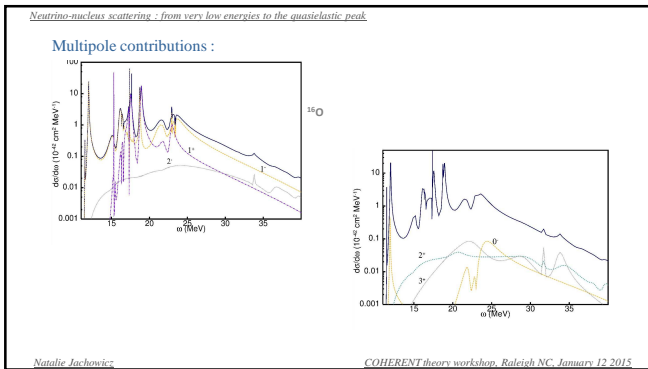 Neutrino-nucleus scattering : from very low energies to the quasielastic peak
Multipole contributions :
100
10
1
0.1
0.01
0.001
dσ/dω (10⁻⁴² cm² MeV⁻¹)
1⁺
1⁻
2⁻
15 20 25 30 35
ω (MeV)
¹⁶O
100
10
1
0.1
0.01
0.001
dσ/dω (10⁻⁴² cm² MeV⁻¹)
0⁻
2⁺
3⁺
15 20 25 30 35
ω (MeV)
Natalie Jachowicz
COHERENT theory workshop, Raleigh NC, January 12 2015